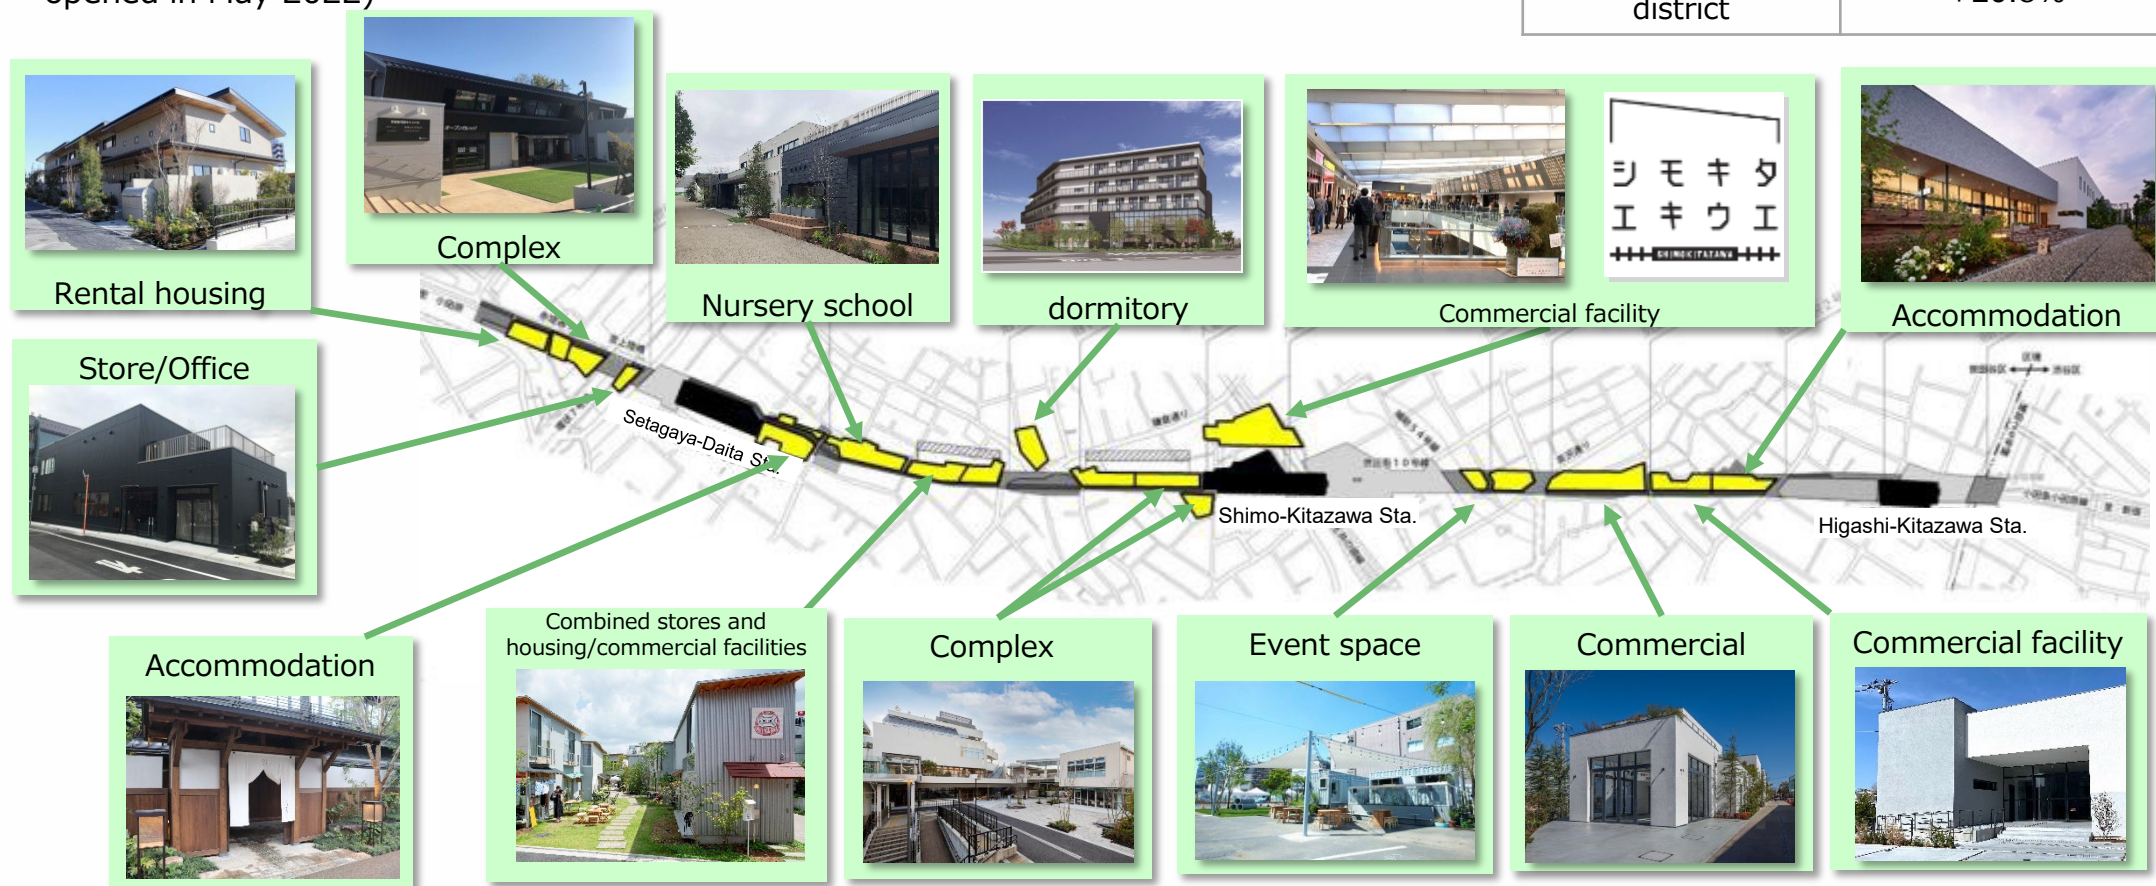 opened in May 2022)
district
Complex
Rental housing
Nursery school
dormitory
シモキタ
エキウエ
SHIMOKITAZAWA
Commercial facility
Accommodation
Store/Office
Setagaya-Daita Sta.
Shimo-Kitazawa Sta.
Higashi-Kitazawa Sta.
Accommodation
Combined stores and
housing/commercial facilities
Complex
Event space
Commercial
Commercial facility